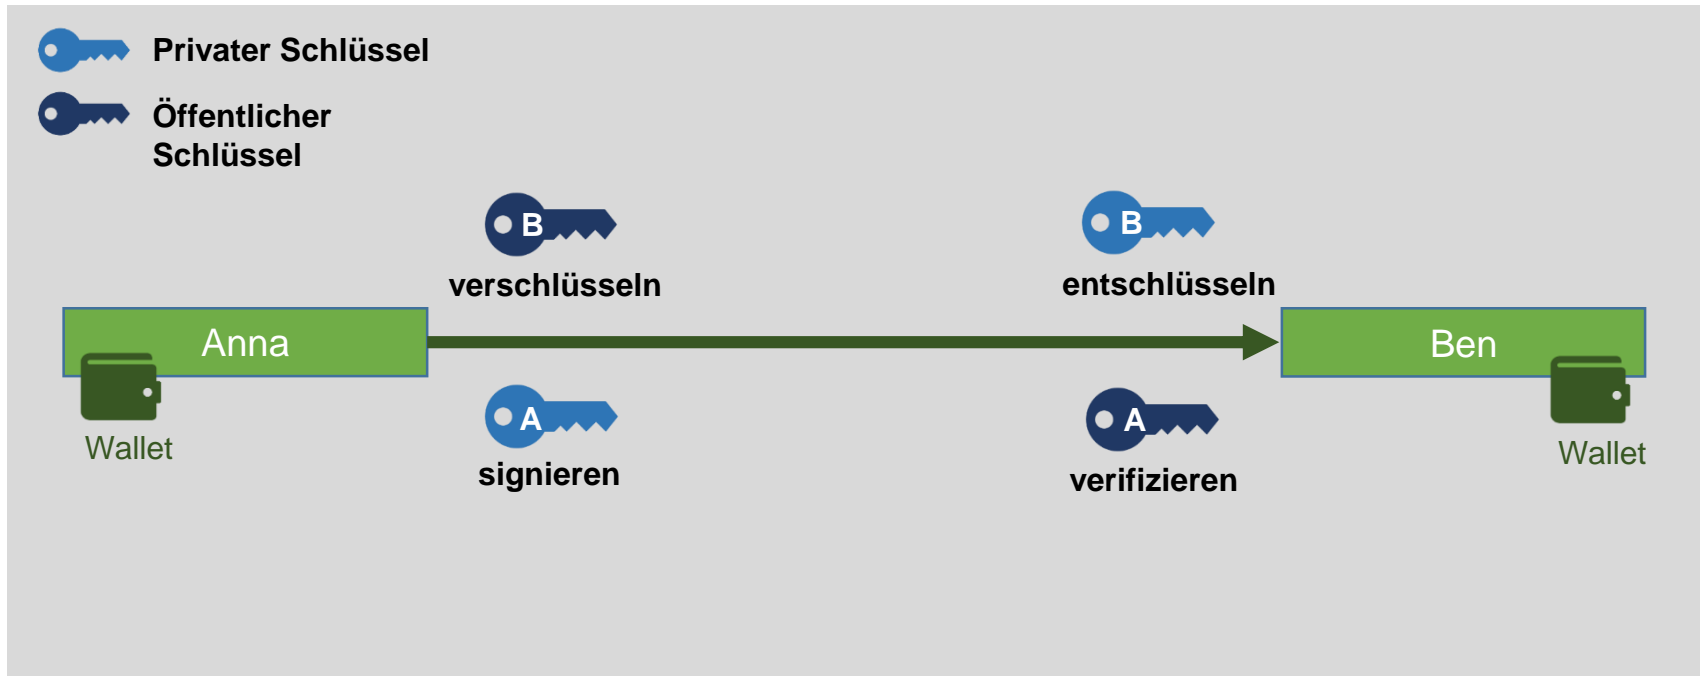 Privater Schlüssel
Öffentlicher
Schlüssel
B
B
verschlüsseln
entschlüsseln
Anna
Ben
A
A
Wallet
Wallet
signieren
verifizieren